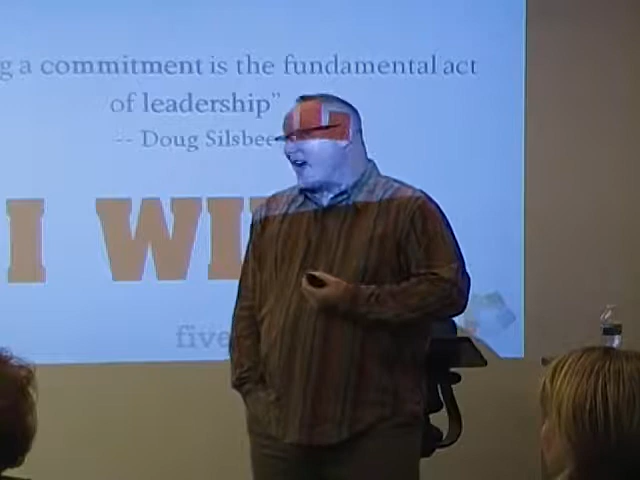 g a commitment is the fundamental act
of leadership"
-- Doug Silsbee
I WI
five